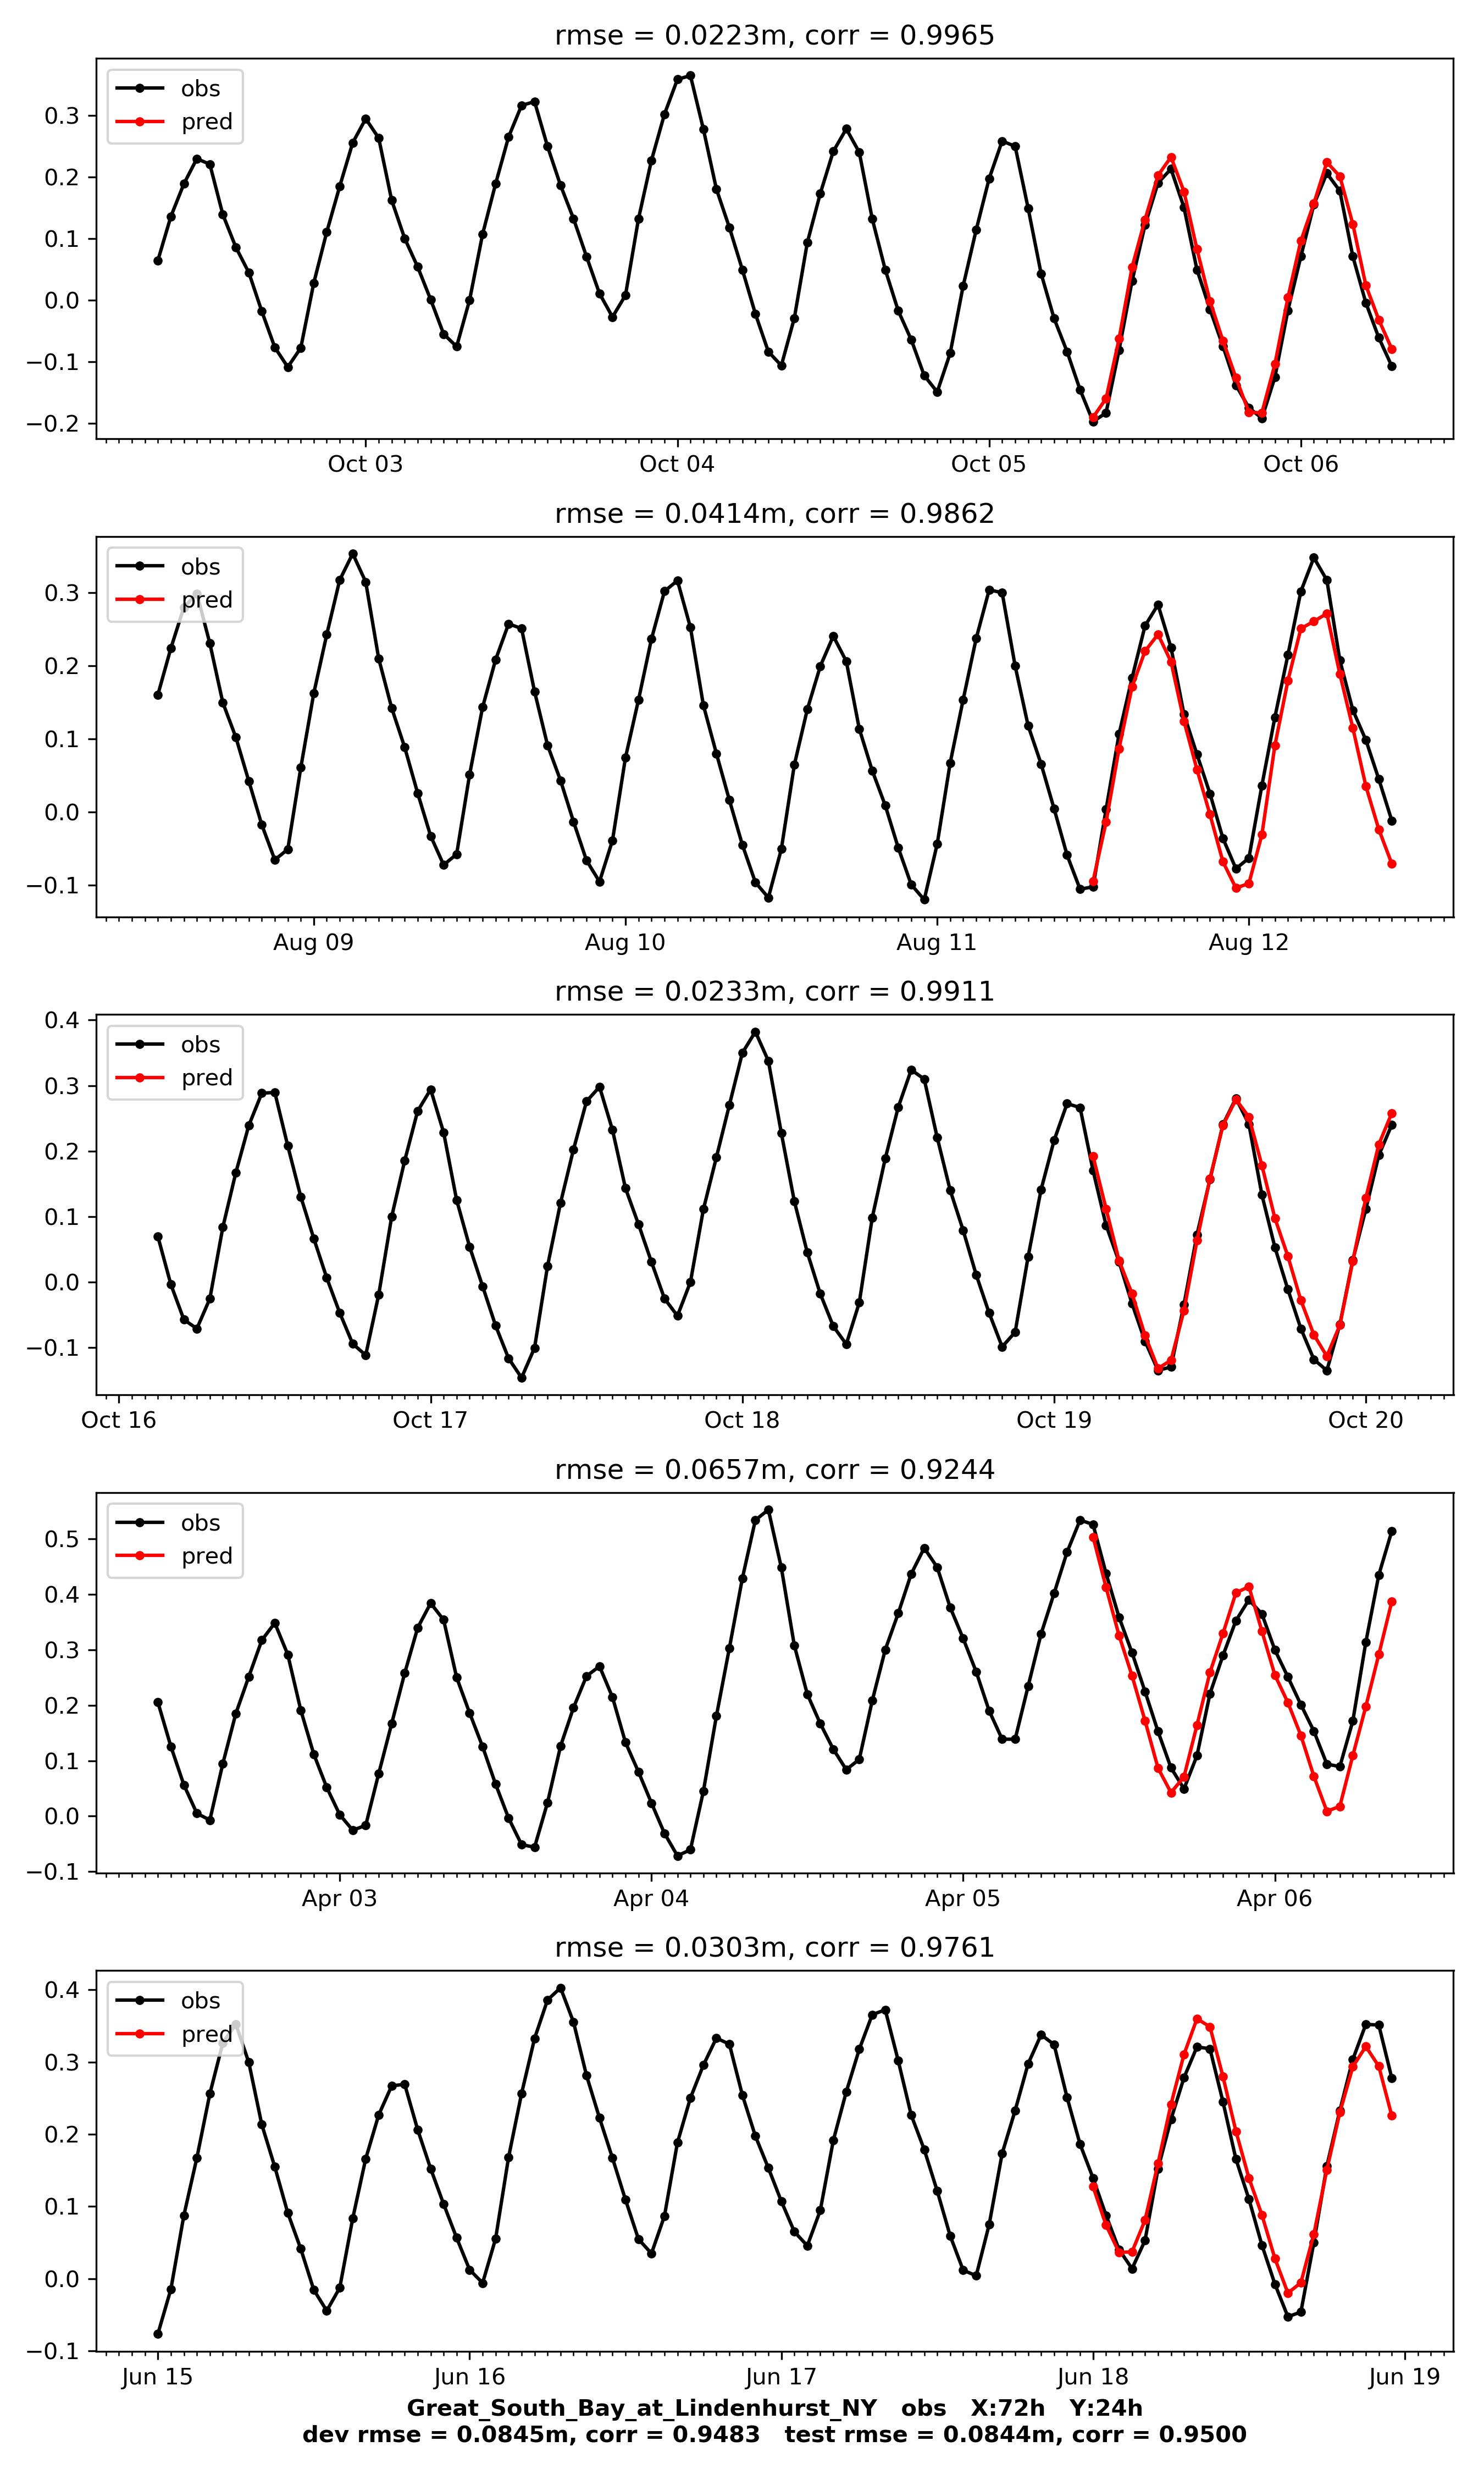 rmse = 0.0223m, corr = 0.9965
obs
pred
0.3
0.2
0.1
0.0
−0.1
−0.2
Oct 03 Oct 04 Oct 05 Oct 06
rmse = 0.0414m, corr = 0.9862
obs
pred
0.3
0.2
0.1
0.0
−0.1
Aug 09 Aug 10 Aug 11 Aug 12
rmse = 0.0233m, corr = 0.9911
obs
pred
0.4
0.3
0.2
0.1
0.0
−0.1
Oct 16 Oct 17 Oct 18 Oct 19 Oct 20
rmse = 0.0657m, corr = 0.9244
obs
pred
0.5
0.4
0.3
0.2
0.1
0.0
−0.1
Apr 03 Apr 04 Apr 05 Apr 06
rmse = 0.0303m, corr = 0.9761
obs
pred
0.4
0.3
0.2
0.1
0.0
−0.1
Jun 15 Jun 16 Jun 17 Jun 18 Jun 19
Great_South_Bay_at_Lindenhurst_NY obs X:72h Y:24h
dev rmse = 0.0845m, corr = 0.9483 test rmse = 0.0844m, corr = 0.9500